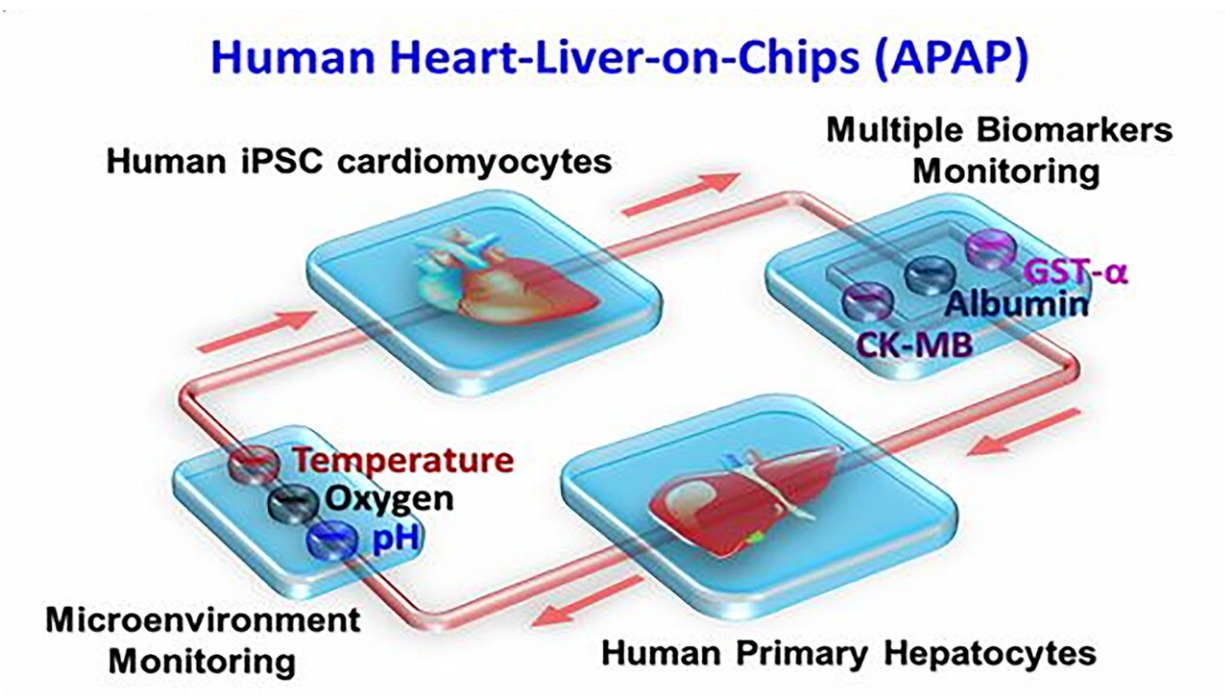 Human Heart-Liver-on-Chips (APAP)
Human iPSC cardiomyocytes
Multiple Biomarkers
Monitoring
GST-α
Albumin
CK-MB
Temperature
Oxygen
pH
Microenvironment
Monitoring
Human Primary Hepatocytes